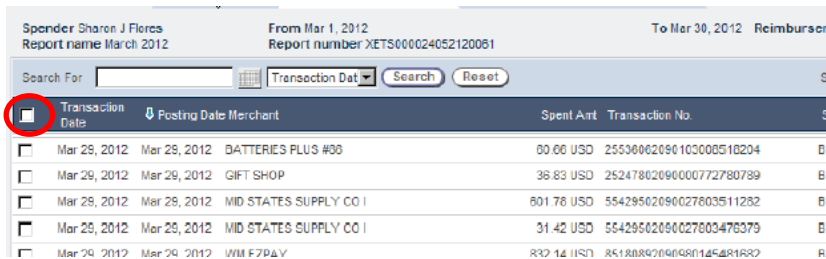 Spender Sharon J Flores From Mar 1, 2012 To Mar 30, 2012
Report name March 2012 Report number XETS000024052120061
Search For Transaction Dat Search Reset
Transaction Date Posting Date Merchant Spent Amt Transaction No.
Mar 29, 2012 Mar 29, 2012 BATTERIES PLUS #66 60.66 USD 25536062090103008518204 B
Mar 29, 2012 Mar 29, 2012 GIFT SHOP 36.83 USD 25247802090000772780789 B
Mar 29, 2012 Mar 29, 2012 MID STATES SUPPLY CO I 601.76 USD 55429502090027803511282 B
Mar 29, 2012 Mar 29, 2012 MID STATES SUPPLY CO I 31.42 USD 55429502090027803476379 B
Mar 29, 2012 Mar 29, 2012 WM EZPAY 832.14 USD 85180892090980145481682 B